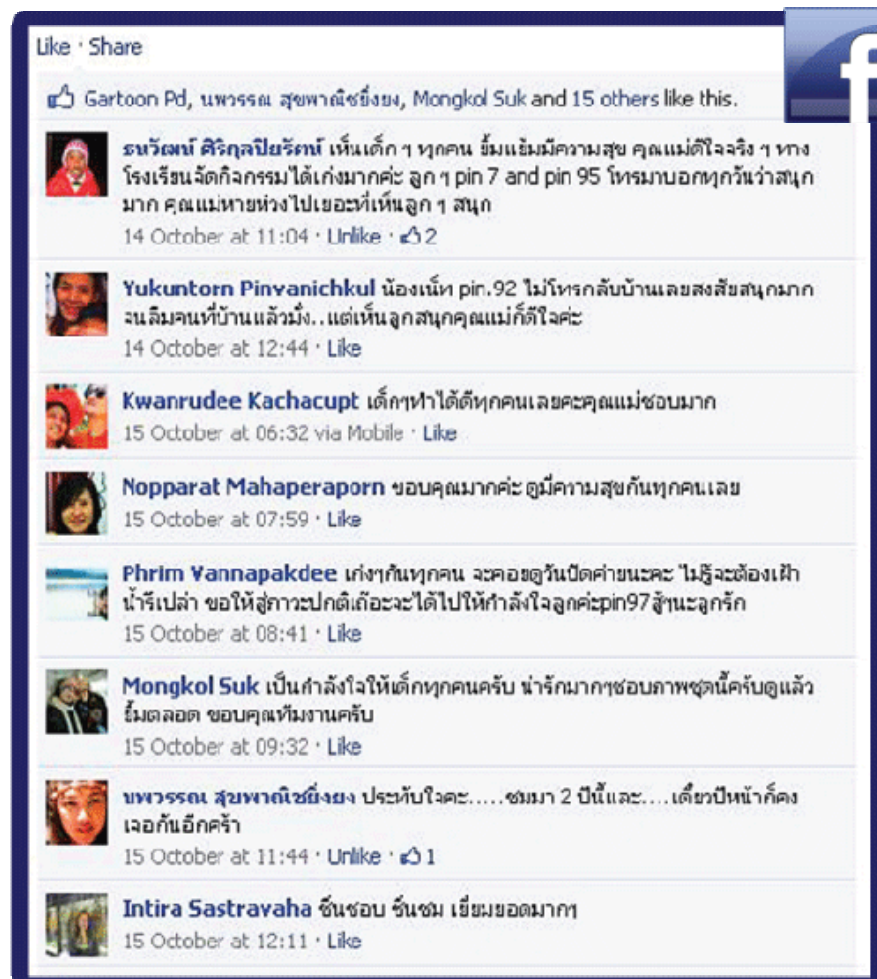 Like · Share
Gartoon Pd, นพวรรณ สุขพาณิชยิ่งยง, Mongkol Suk and 15 others like this.
ธนวัฒน์ ศิริกุลปิยรัตน์ เห็นเด็ก ๆ ทุกคน ยิ้มแย้มมีความสุข คุณแม่ดีใจจริง ๆ ทาง
โรงเรียนจัดกิจกรรมได้เก่งมากค่ะ ลูก ๆ pin 7 and pin 95 โทรมาบอกทุกวันว่าสนุก
มาก คุณแม่หายห่วงไปเยอะที่เห็นลูก ๆ สนุก
14 October at 11:04 · Unlike · 2
Yukuntorn Pinvanichkul น้องเน็ท pin.92 ไม่โทรกลับบ้านเลยสงสัยสนุกมาก
จนลืมคนที่บ้านแล้วมั่ง..แต่เห็นลูกสนุกคุณแม่ก็ดีใจค่ะ
14 October at 12:44 · Like
Kwanrudee Kachacupt เด็กๆทำได้ดีทุกคนเลยคะคุณแม่ชอบมาก
15 October at 06:32 via Mobile · Like
Nopparat Mahaperaporn ขอบคุณมากค่ะ ดูมีความสุขกันทุกคนเลย
15 October at 07:59 · Like
Phrim Vannapakdee เก่งๆกันทุกคน จะคอยดูวันปิดค่ายนะคะ ไม่รู้จะต้องเฝ้า
น้ำรึเปล่า ขอให้สู่ภาวะปกติเถ๊อะจะได้ไปให้กำลังใจลูกค่ะpin97สู้ๆนะลูกรัก
15 October at 08:41 · Like
Mongkol Suk เป็นกำลังใจให้เด็กทุกคนครับ น่ารักมากๆชอบภาพชุดนี้ครับดูแล้ว
ยิ้มตลอด ขอบคุณทีมงานครับ
15 October at 09:32 · Like
นพวรรณ สุขพาณิชยิ่งยง ประทับใจคะ.....ชมมา 2 ปีนี้และ....เดี๋ยวปีหน้าก็คง
เจอกันอีกคร้า
15 October at 11:44 · Unlike · 1
Intira Sastravaha ชื่นชอบ ชื่นชม เยี่ยมยอดมากๆ
15 October at 12:11 · Like